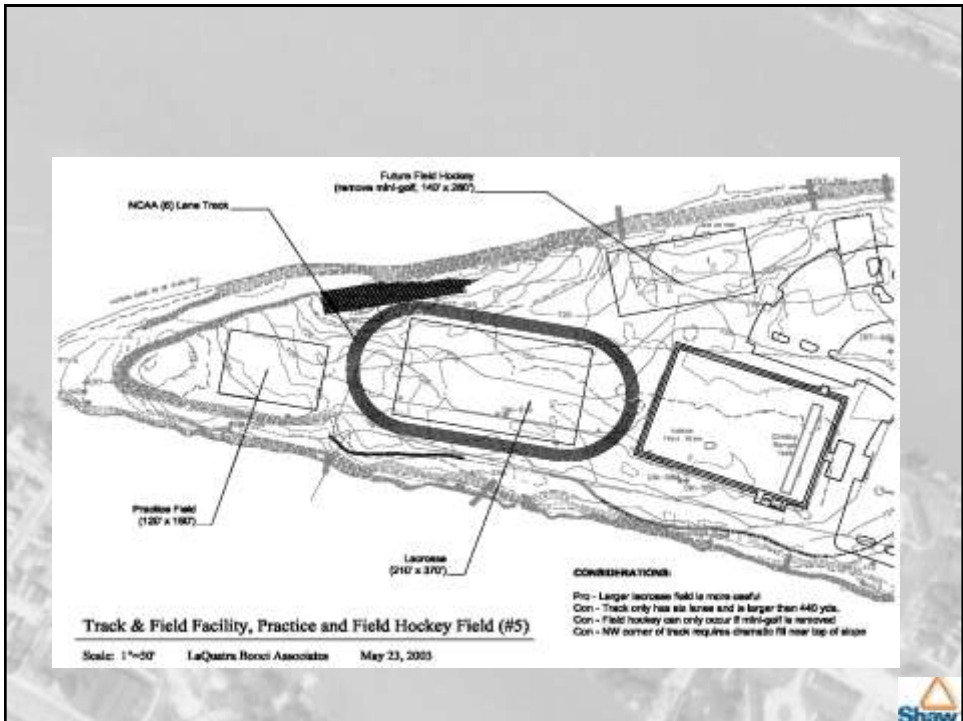 Future Field Hockey
(remove mini-golf, 140' x 260')
NCAA (6) Lane Track
Practice Field
(120' x 180')
Lacrosse
(210' x 370')
CONSIDERATIONS:
Pro - Larger lacrosse field is more useful
Con - Track only has six lanes and is larger than 440 yds.
Con - Field hockey can only occur if mini-golf is removed
Con - NW corner of track requires dramatic fill near top of slope
Track & Field Facility, Practice and Field Hockey Field (#5)
Scale: 1"=50' LaQuatra Bonci Associates May 23, 2003
Shaw